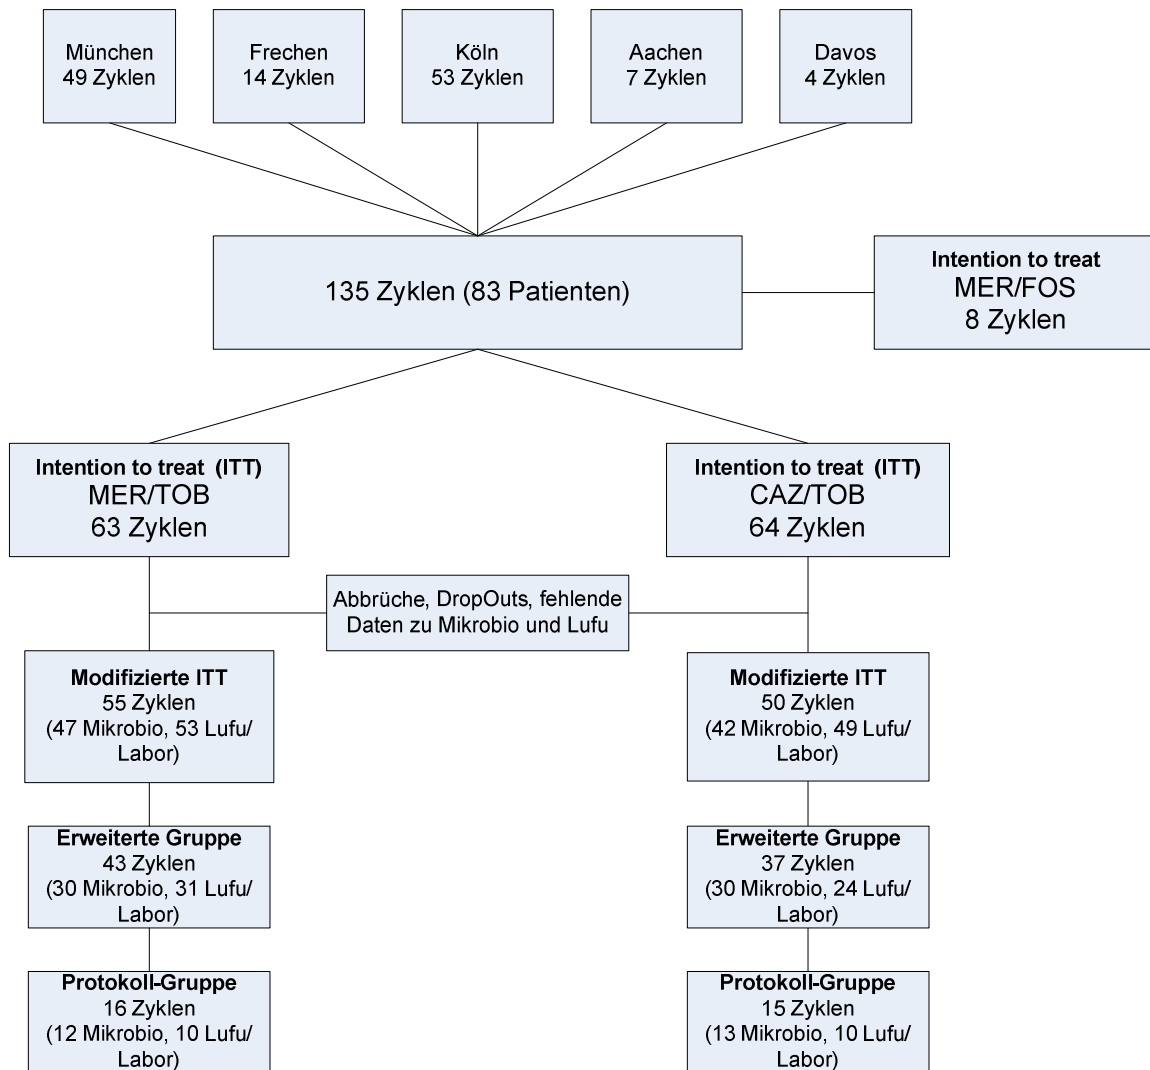 München
49 Zyklen
Frechen
14 Zyklen
Köln
53 Zyklen
Aachen
7 Zyklen
Davos
4 Zyklen
135 Zyklen (83 Patienten)
Intention to treat
MER/FOS
8 Zyklen
Intention to treat (ITT)
MER/TOB
63 Zyklen
Intention to treat (ITT)
CAZ/TOB
64 Zyklen
Abbrüche, DropOuts, fehlende
Daten zu Mikrobio und Lufu
Modifizierte ITT
55 Zyklen
(47 Mikrobio, 53 Lufu/
Labor)
Modifizierte ITT
50 Zyklen
(42 Mikrobio, 49 Lufu/
Labor)
Erweiterte Gruppe
43 Zyklen
(30 Mikrobio, 31 Lufu/
Labor)
Erweiterte Gruppe
37 Zyklen
(30 Mikrobio, 24 Lufu/
Labor)
Protokoll-Gruppe
16 Zyklen
(12 Mikrobio, 10 Lufu/
Labor)
Protokoll-Gruppe
15 Zyklen
(13 Mikrobio, 10 Lufu/
Labor)